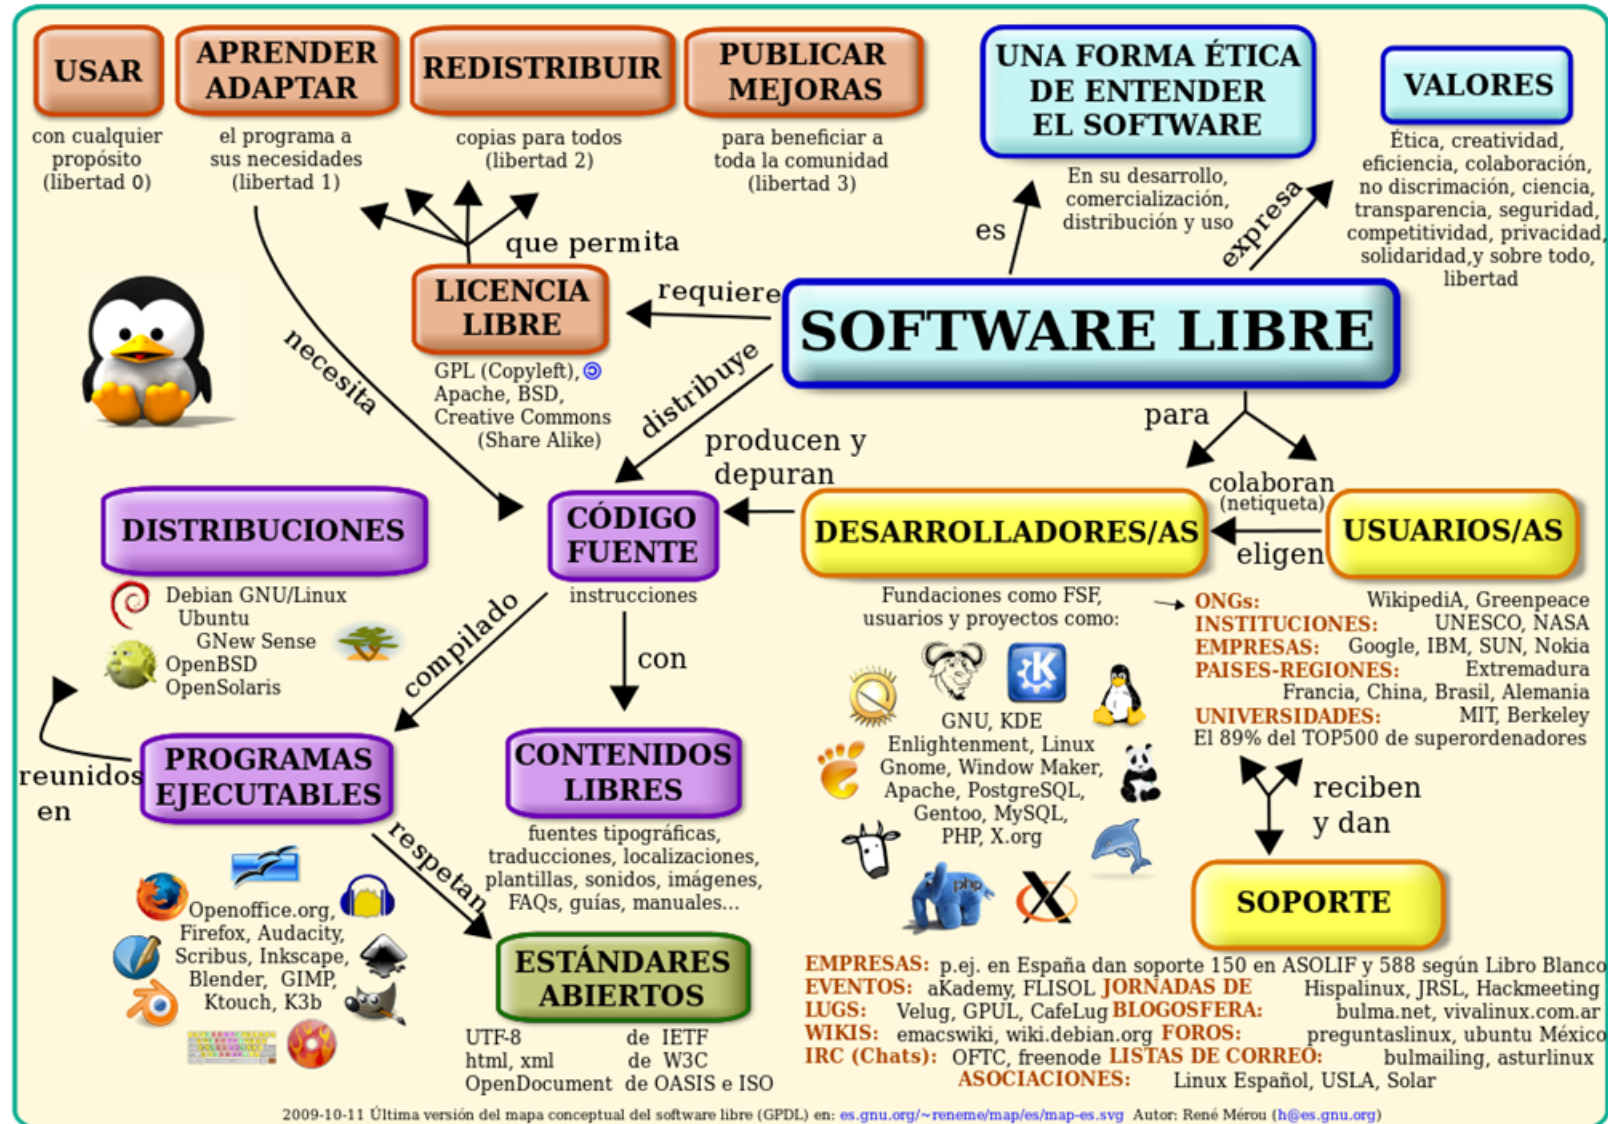 USAR
con cualquier
propósito
(libertad 0)
APRENDER
ADAPTAR
el programa a
sus necesidades
(libertad 1)
REDISTRIBUIR
copias para todos
(libertad 2)
PUBLICAR
MEJORAS
para beneficiar a
toda la comunidad
(libertad 3)
UNA FORMA ÉTICA
DE ENTENDER
EL SOFTWARE
En su desarrollo,
comercialización,
distribución y uso
VALORES
Ética, creatividad,
eficiencia, colaboración,
no discrimación, ciencia,
transparencia, seguridad,
competitividad, privacidad,
solidaridad,y sobre todo,
libertad
es
expresa
que permita
LICENCIA
LIBRE
requiere
SOFTWARE LIBRE
GPL (Copyleft),
Apache, BSD,
Creative Commons
(Share Alike)
necesita
distribuye
para
producen y
depuran
colaboran
(netiqueta)
eligen
DISTRIBUCIONES
CÓDIGO
FUENTE
instrucciones
DESARROLLADORES/AS
USUARIOS/AS
Debian GNU/Linux
Ubuntu
GNew Sense
OpenBSD
OpenSolaris
compilado
con
Fundaciones como FSF,
usuarios y proyectos como:
GNU, KDE
Enlightenment, Linux
Gnome, Window Maker,
Apache, PostgreSQL,
Gentoo, MySQL,
PHP, X.org
php
ONGs: WikipediA, Greenpeace
INSTITUCIONES: UNESCO, NASA
EMPRESAS: Google, IBM, SUN, Nokia
PAISES-REGIONES: Extremadura
Francia, China, Brasil, Alemania
UNIVERSIDADES: MIT, Berkeley
El 89% del TOP500 de superordenadores
reunidos
en
PROGRAMAS
EJECUTABLES
CONTENIDOS
LIBRES
fuentes tipográficas,
traducciones, localizaciones,
plantillas, sonidos, imágenes,
FAQs, guías, manuales...
respetan
reciben
y dan
Openoffice.org,
Firefox, Audacity,
Scribus, Inkscape,
Blender, GIMP,
Ktouch, K3b
ESTÁNDARES
ABIERTOS
UTF-8 de IETF
html, xml de W3C
OpenDocument de OASIS e ISO
SOPORTE
EMPRESAS: p.ej. en España dan soporte 150 en ASOLIF y 588 según Libro Blanco
EVENTOS: aKademy, FLISOL JORNADAS DE Hispalinux, JRSL, Hackmeeting
LUGS: Velug, GPUL, CafeLug BLOGOSFERA: bulma.net, vivalinux.com.ar
WIKIS: emacswiki, wiki.debian.org FOROS: preguntaslinux, ubuntu México
IRC (Chats): OFTC, freenode LISTAS DE CORREO: bulmailing, asturlinux
ASOCIACIONES: Linux Español, USLA, Solar
2009-10-11 Última versión del mapa conceptual del software libre (GPDL) en: es.gnu.org/~reneme/map/es/map-es.svg Autor: René Mérou (h@es.gnu.org)